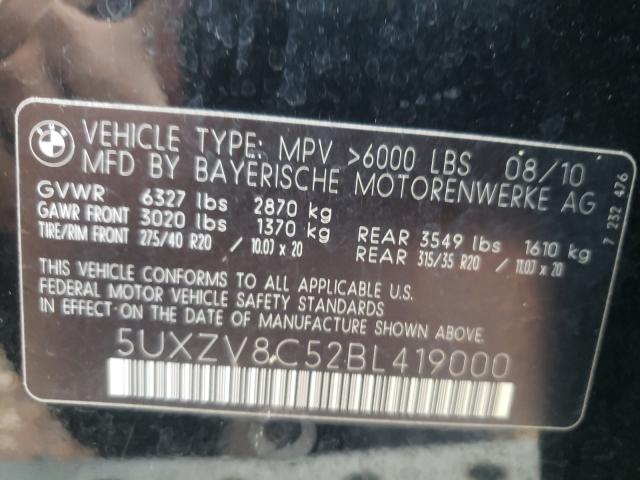 BMW
VEHICLE TYPE: MPV >6000 LBS 08/10
MFD BY BAYERISCHE MOTORENWERKE AG
GVWR 6327 lbs 2870 kg
GAWR FRONT 3020 lbs 1370 kg REAR 3549 lbs 1610 kg
TIRE/RIM FRONT 275/40 R20 / 10.0J x 20 REAR 315/35 R20 / 11.0J x 20
THIS VEHICLE CONFORMS TO ALL APPLICABLE U.S.
FEDERAL MOTOR VEHICLE SAFETY STANDARDS
IN EFFECT ON THE DATE OF MANUFACTURE SHOWN ABOVE.
5UXZV8C52BL419000
7 232 476